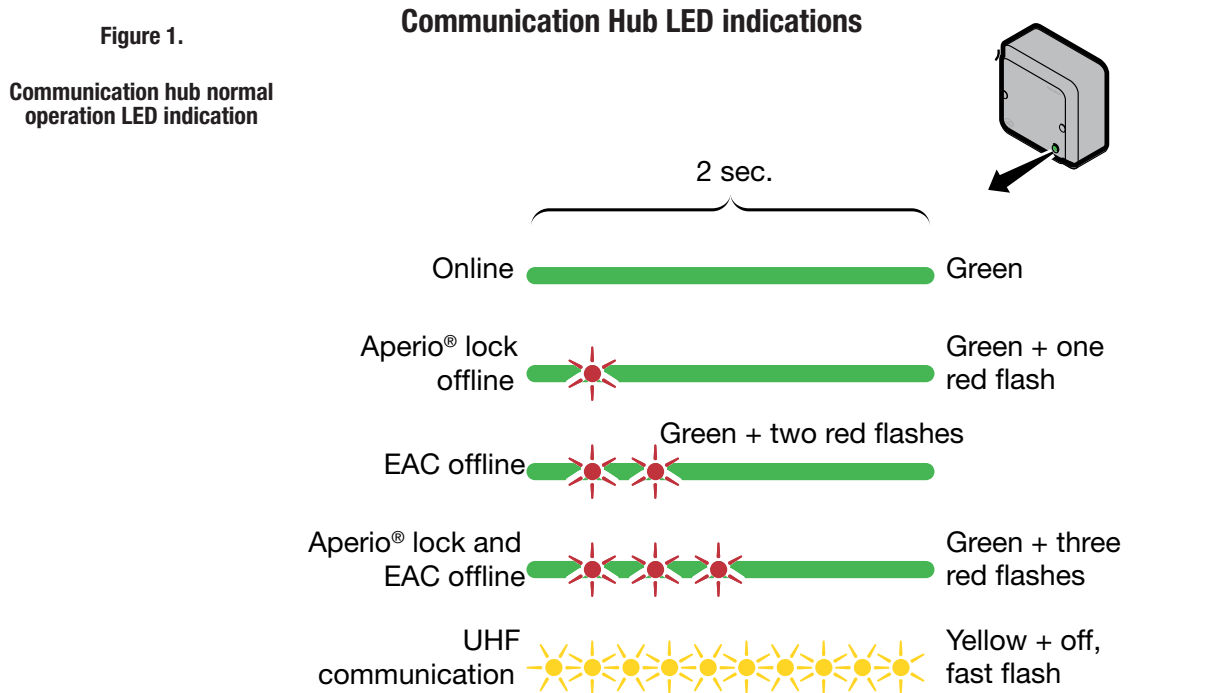 Figure 1.
Communication hub normal
operation LED indication
Communication Hub LED indications
2 sec.
Online
Green
Aperio® lock
offline
Green + one
red flash
EAC offline
Green + two red flashes
Aperio® lock and
EAC offline
Green + three
red flashes
UHF
communication
Yellow + off,
fast flash